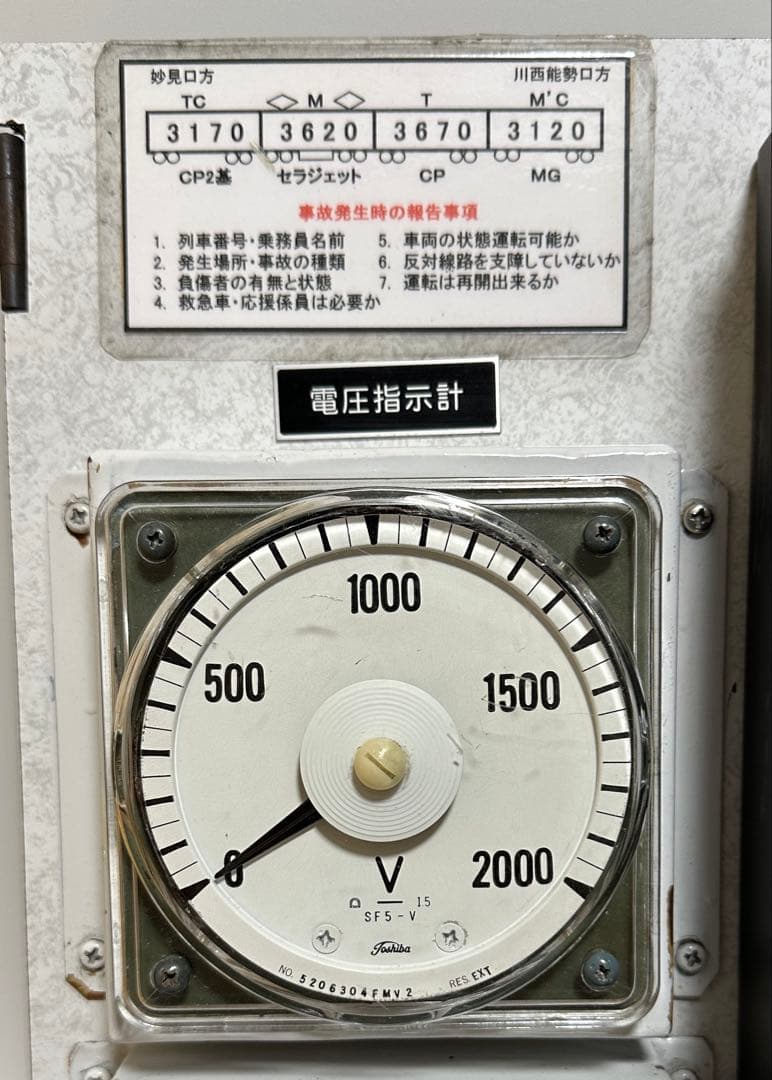 妙見口方 川西能勢口方
TC M T M'C
3170 3620 3670 3120
CP2基 セラジェット CP MG
事故発生時の報告事項
1. 列車番号・乗務員名前 5. 車両の状態運転可能か
2. 発生場所・事故の種類 6. 反対線路を支障していないか
3. 負傷者の有無と状態 7. 運転は再開出来るか
4. 救急車・応援係員は必要か
電圧指示計
1000
500 1500
0 2000
V
1.5
SF5-V
Toshiba
NO. 5206304FMV2 RES. EXT